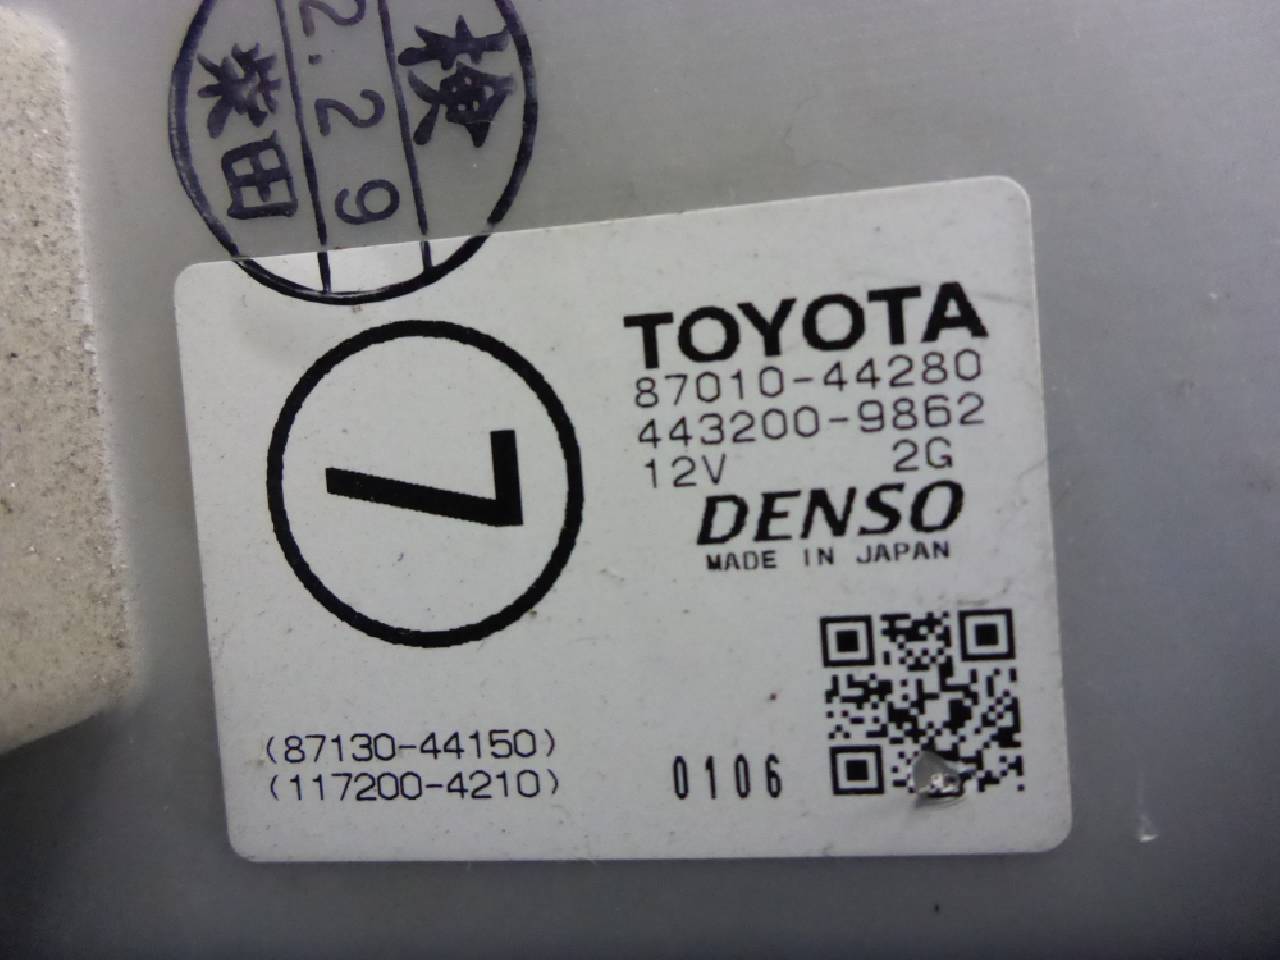 検
2.29
柴田
7
TOYOTA
87010-44280
443200-9862
12V 2G
DENSO
MADE IN JAPAN
(87130-44150)
(117200-4210)
0106